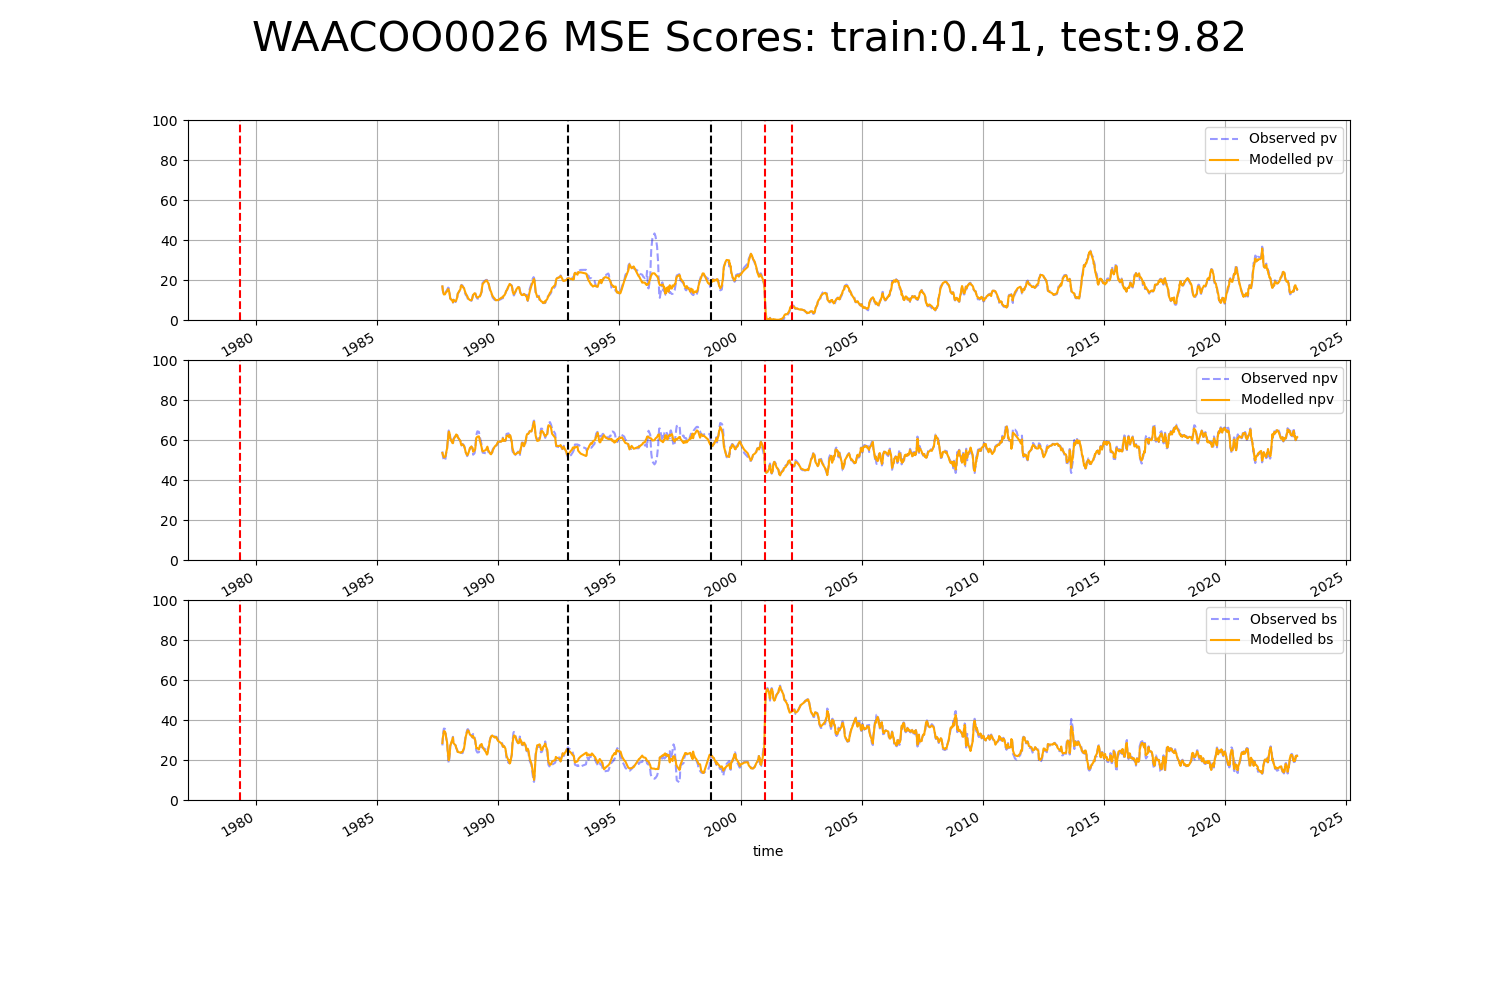 WAACOO0026 MSE Scores: train:0.41, test:9.82
100
80
60
40
20
0
Observed pv
Modelled pv
1980 1985 1990 1995 2000 2005 2010 2015 2020 2025
100
80
60
40
20
0
Observed npv
Modelled npv
1980 1985 1990 1995 2000 2005 2010 2015 2020 2025
100
80
60
40
20
0
Observed bs
Modelled bs
1980 1985 1990 1995 2000 2005 2010 2015 2020 2025
time